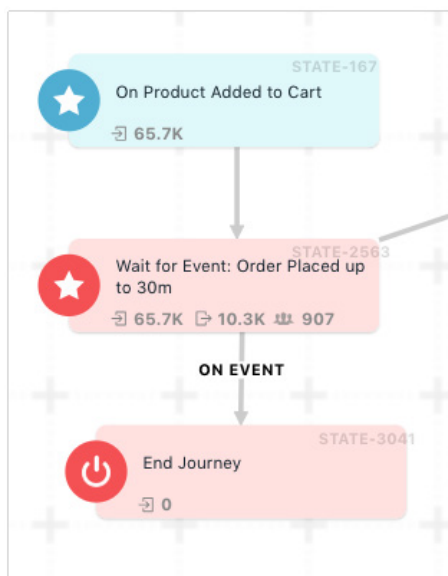 STATE-167
On Product Added to Cart
65.7K
STATE-2563
Wait for Event: Order Placed up
to 30m
65.7K 10.3K 907
ON EVENT
STATE-3041
End Journey
0